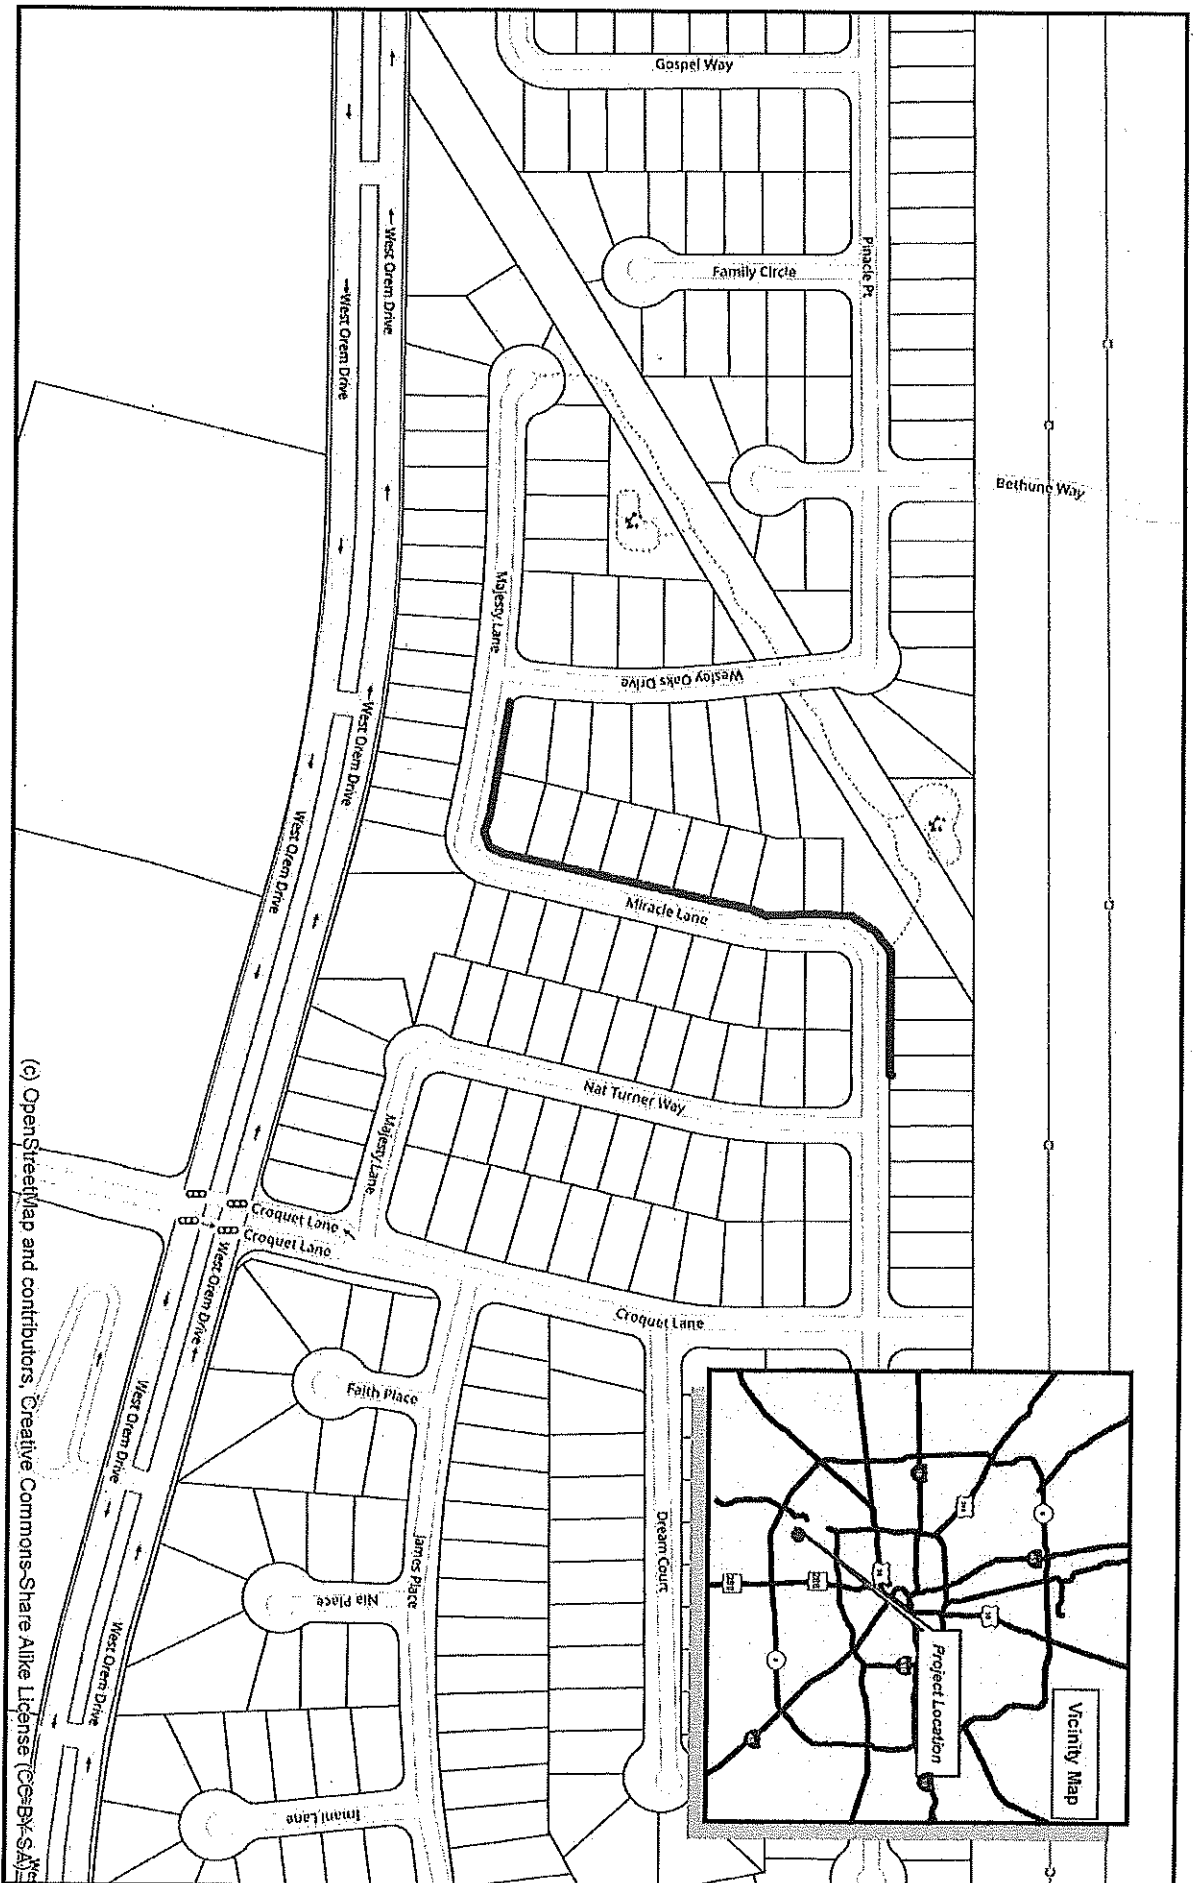 Gospel Way
Pinacle Pt
Family Circle
West Orem Drive
West Orem Drive
Bethune Way
Majesty Lane
Wesley Oaks Drive
West Orem Drive
West Orem Drive
Miracle Lane
Nat Turner Way
Majesty Lane
Croquet Lane
Croquet Lane
Croquet Lane
West Orem Drive
West Orem Drive
Faith Place
James Place
Nia Place
Dream Court
West Orem Drive
Imani Lane
Vicinity Map
Project Location
(c) OpenStreetMap and contributors, Creative Commons-Share Alike License (CC-BY-SA)